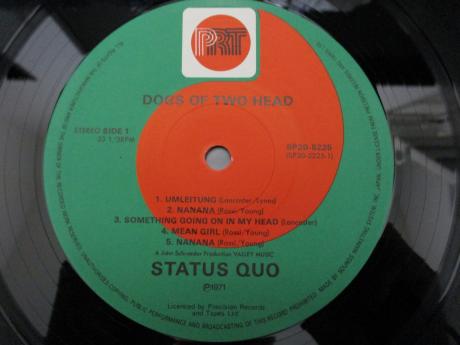 PRT
DOGS OF TWO HEAD
STEREO SIDE 1
33 1/3RPM
SP20-5225
(SP20-5225-1)
1. UMLEITUNG (Lancaster/Lynes)
2. NANANA (Rossi/Young)
3. SOMETHING GOING ON IN MY HEAD (Lancaster)
4. MEAN GIRL (Rossi/Young)
5. NANANA (Rossi/Young)
A John Schroeder Production VALLEY MUSIC
STATUS QUO
℗1971
Licenced by Precision Records
and Tapes Ltd